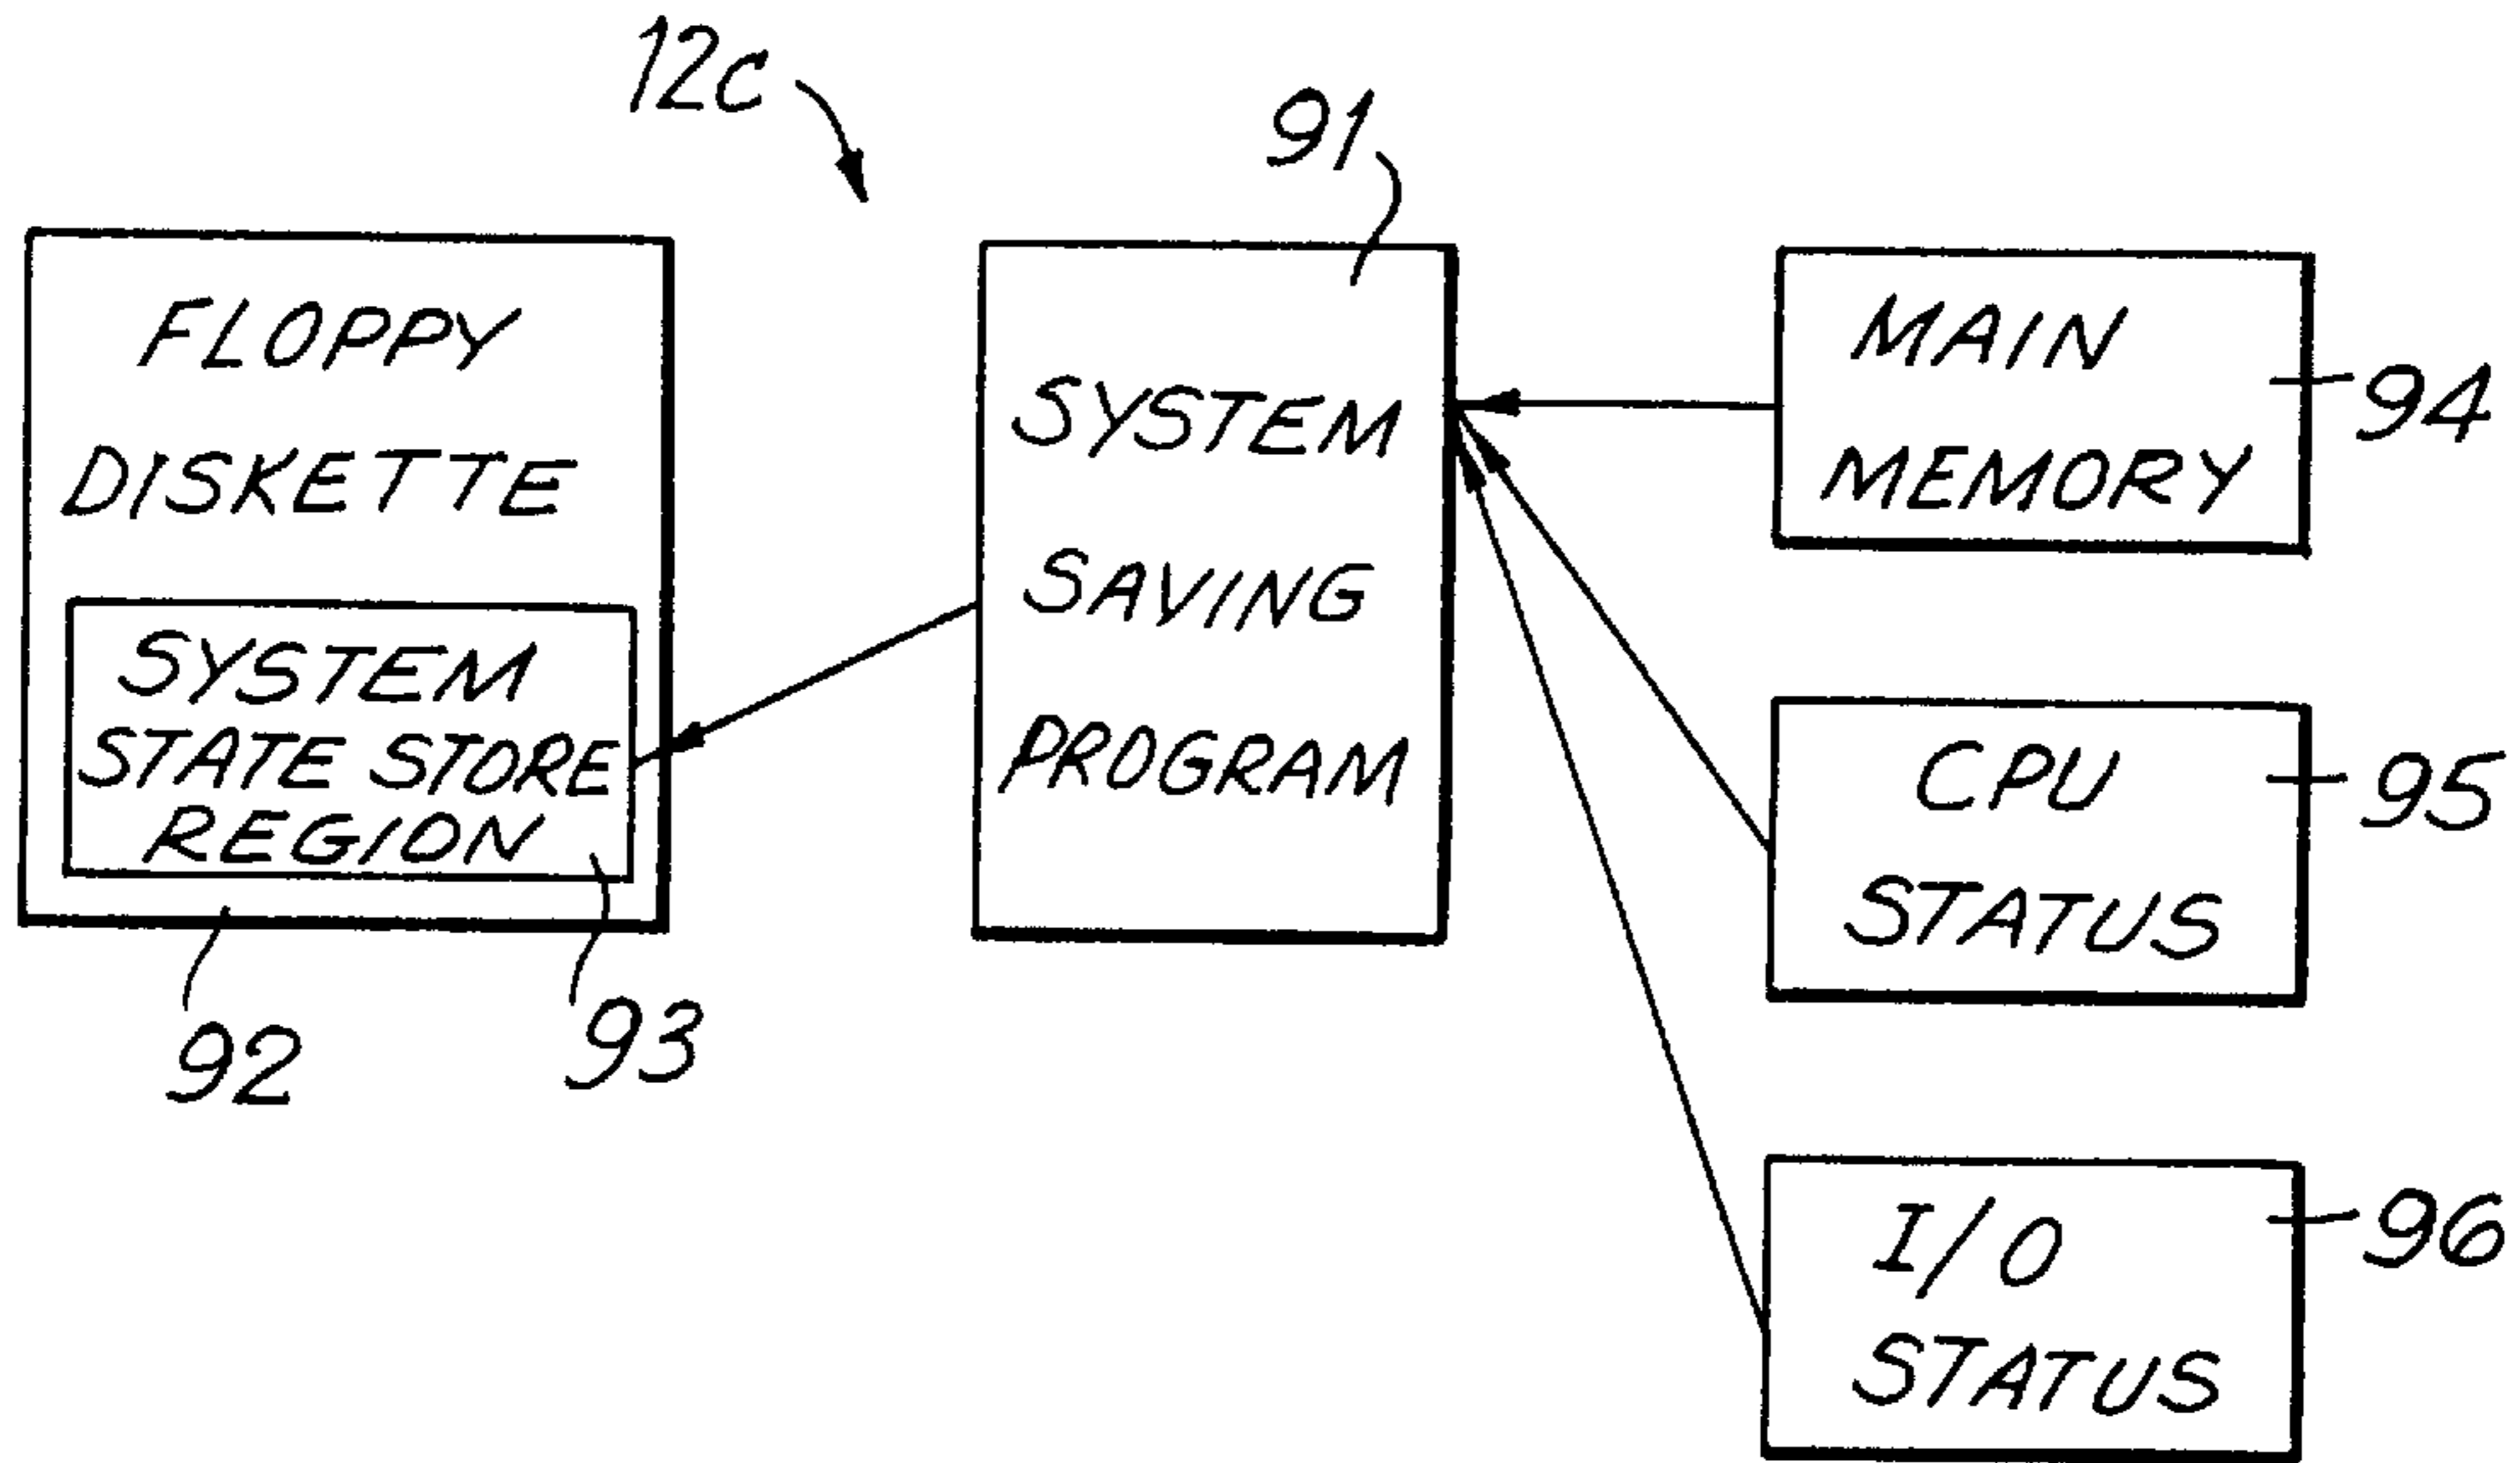 12c
91
FLOPPY
DISKETTE
SYSTEM
STATE STORE
REGION
92
93
SYSTEM
SAVING
PROGRAM
MAIN
MEMORY
94
CPU
STATUS
95
I/O
STATUS
96